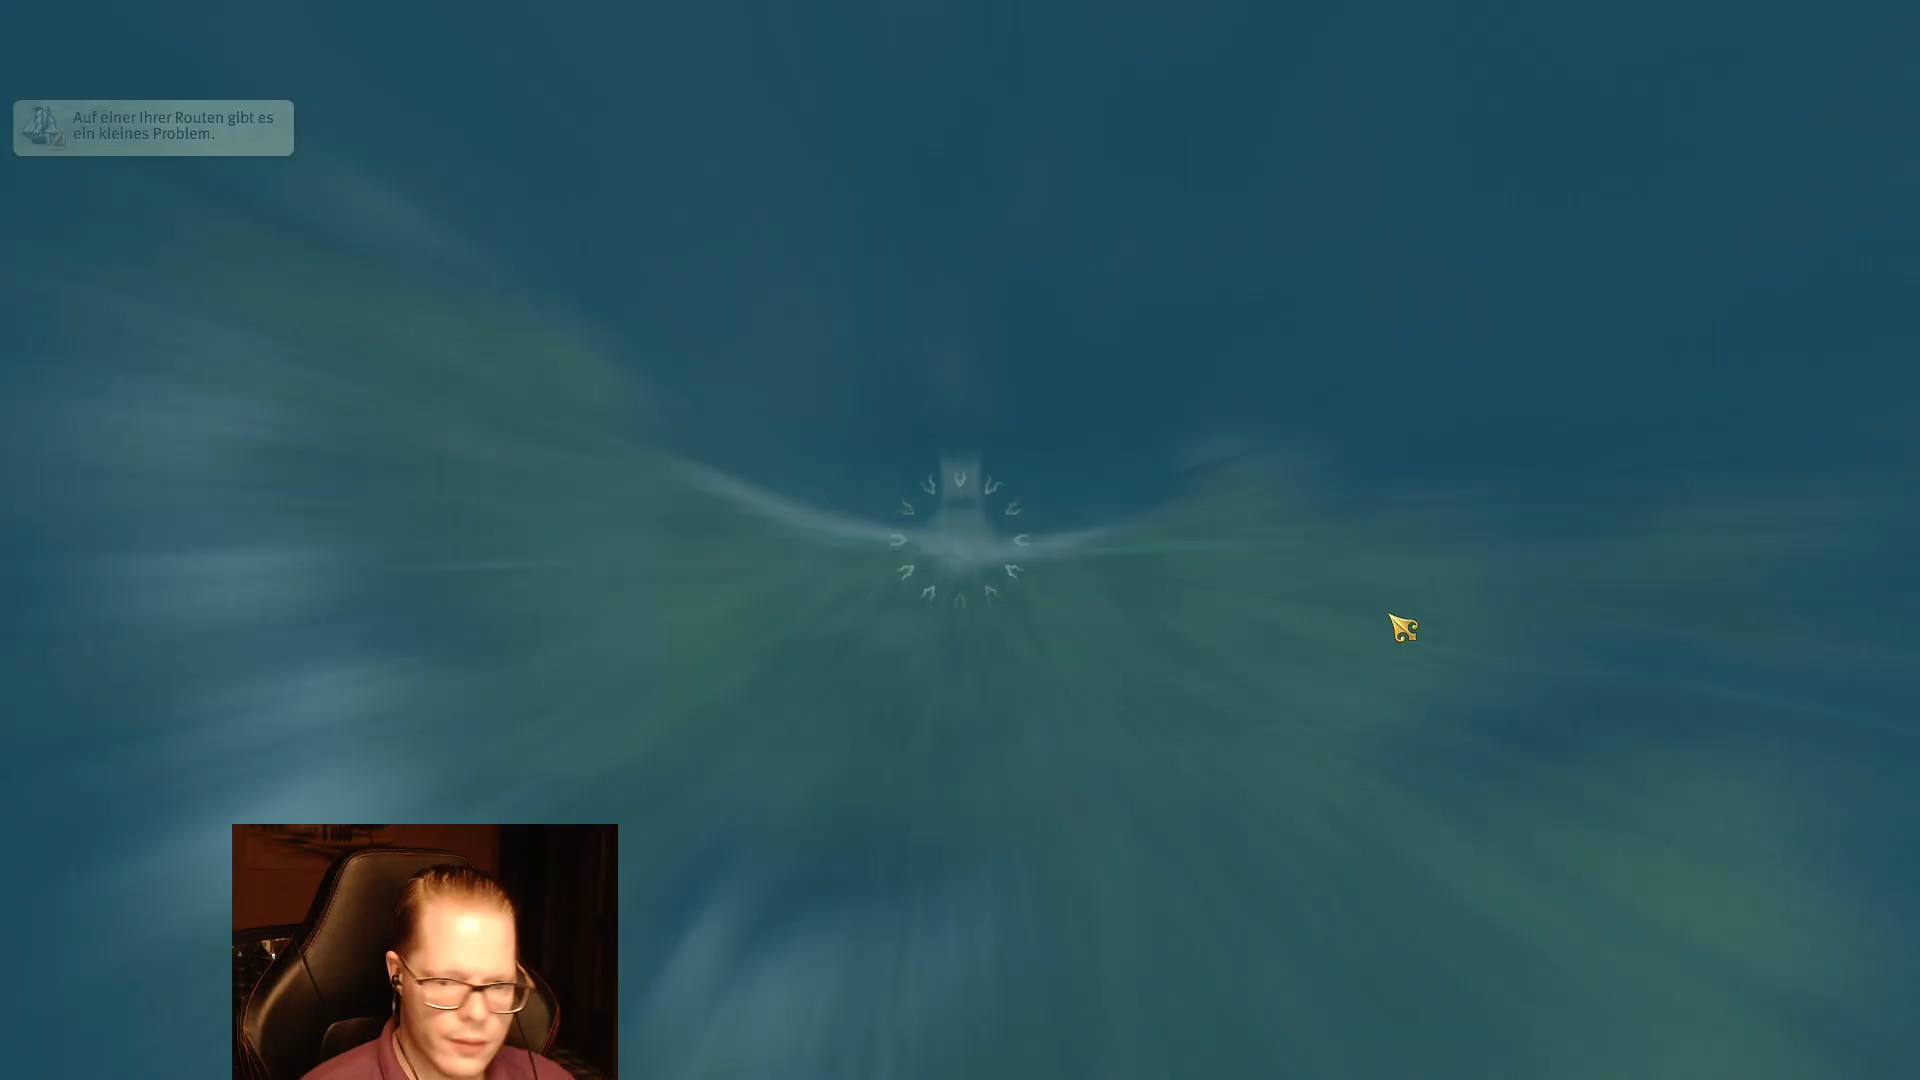 Auf einer Ihrer Routen gibt es
ein kleines Problem.